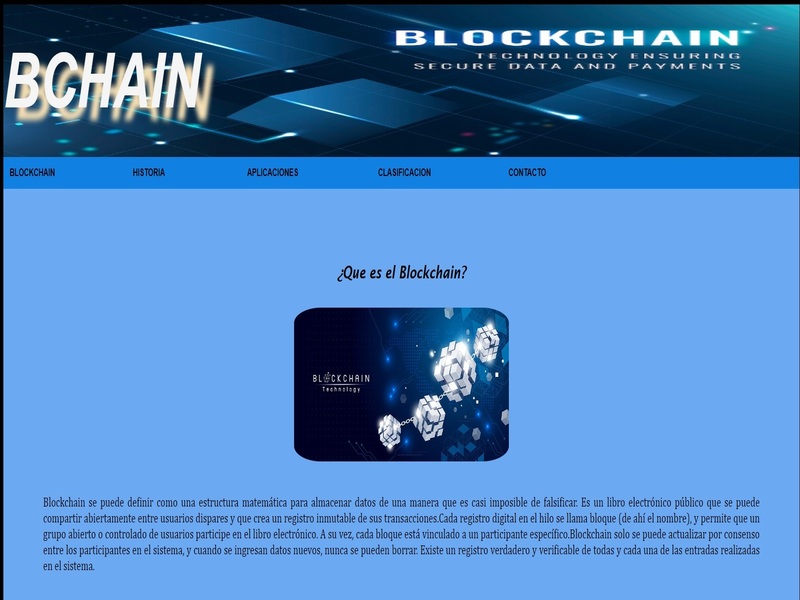 BCHAIN
BLOCKCHAIN
TECHNOLOGY ENSURING
SECURE DATA AND PAYMENTS
BLOCKCHAIN HISTORIA APLICACIONES CLASIFICACION CONTACTO
¿Que es el Blockchain?
BLOCKCHAIN
Technology
Blockchain se puede definir como una estructura matemática para almacenar datos de una manera que es casi imposible de falsificar. Es un libro electrónico público que se puede
compartir abiertamente entre usuarios dispares y que crea un registro inmutable de sus transacciones.Cada registro digital en el hilo se llama bloque (de ahí el nombre), y permite que un
grupo abierto o controlado de usuarios participe en el libro electrónico. A su vez, cada bloque está vinculado a un participante específico.Blockchain solo se puede actualizar por consenso
entre los participantes en el sistema, y cuando se ingresan datos nuevos, nunca se pueden borrar. Existe un registro verdadero y verificable de todas y cada una de las entradas realizadas
en el sistema.